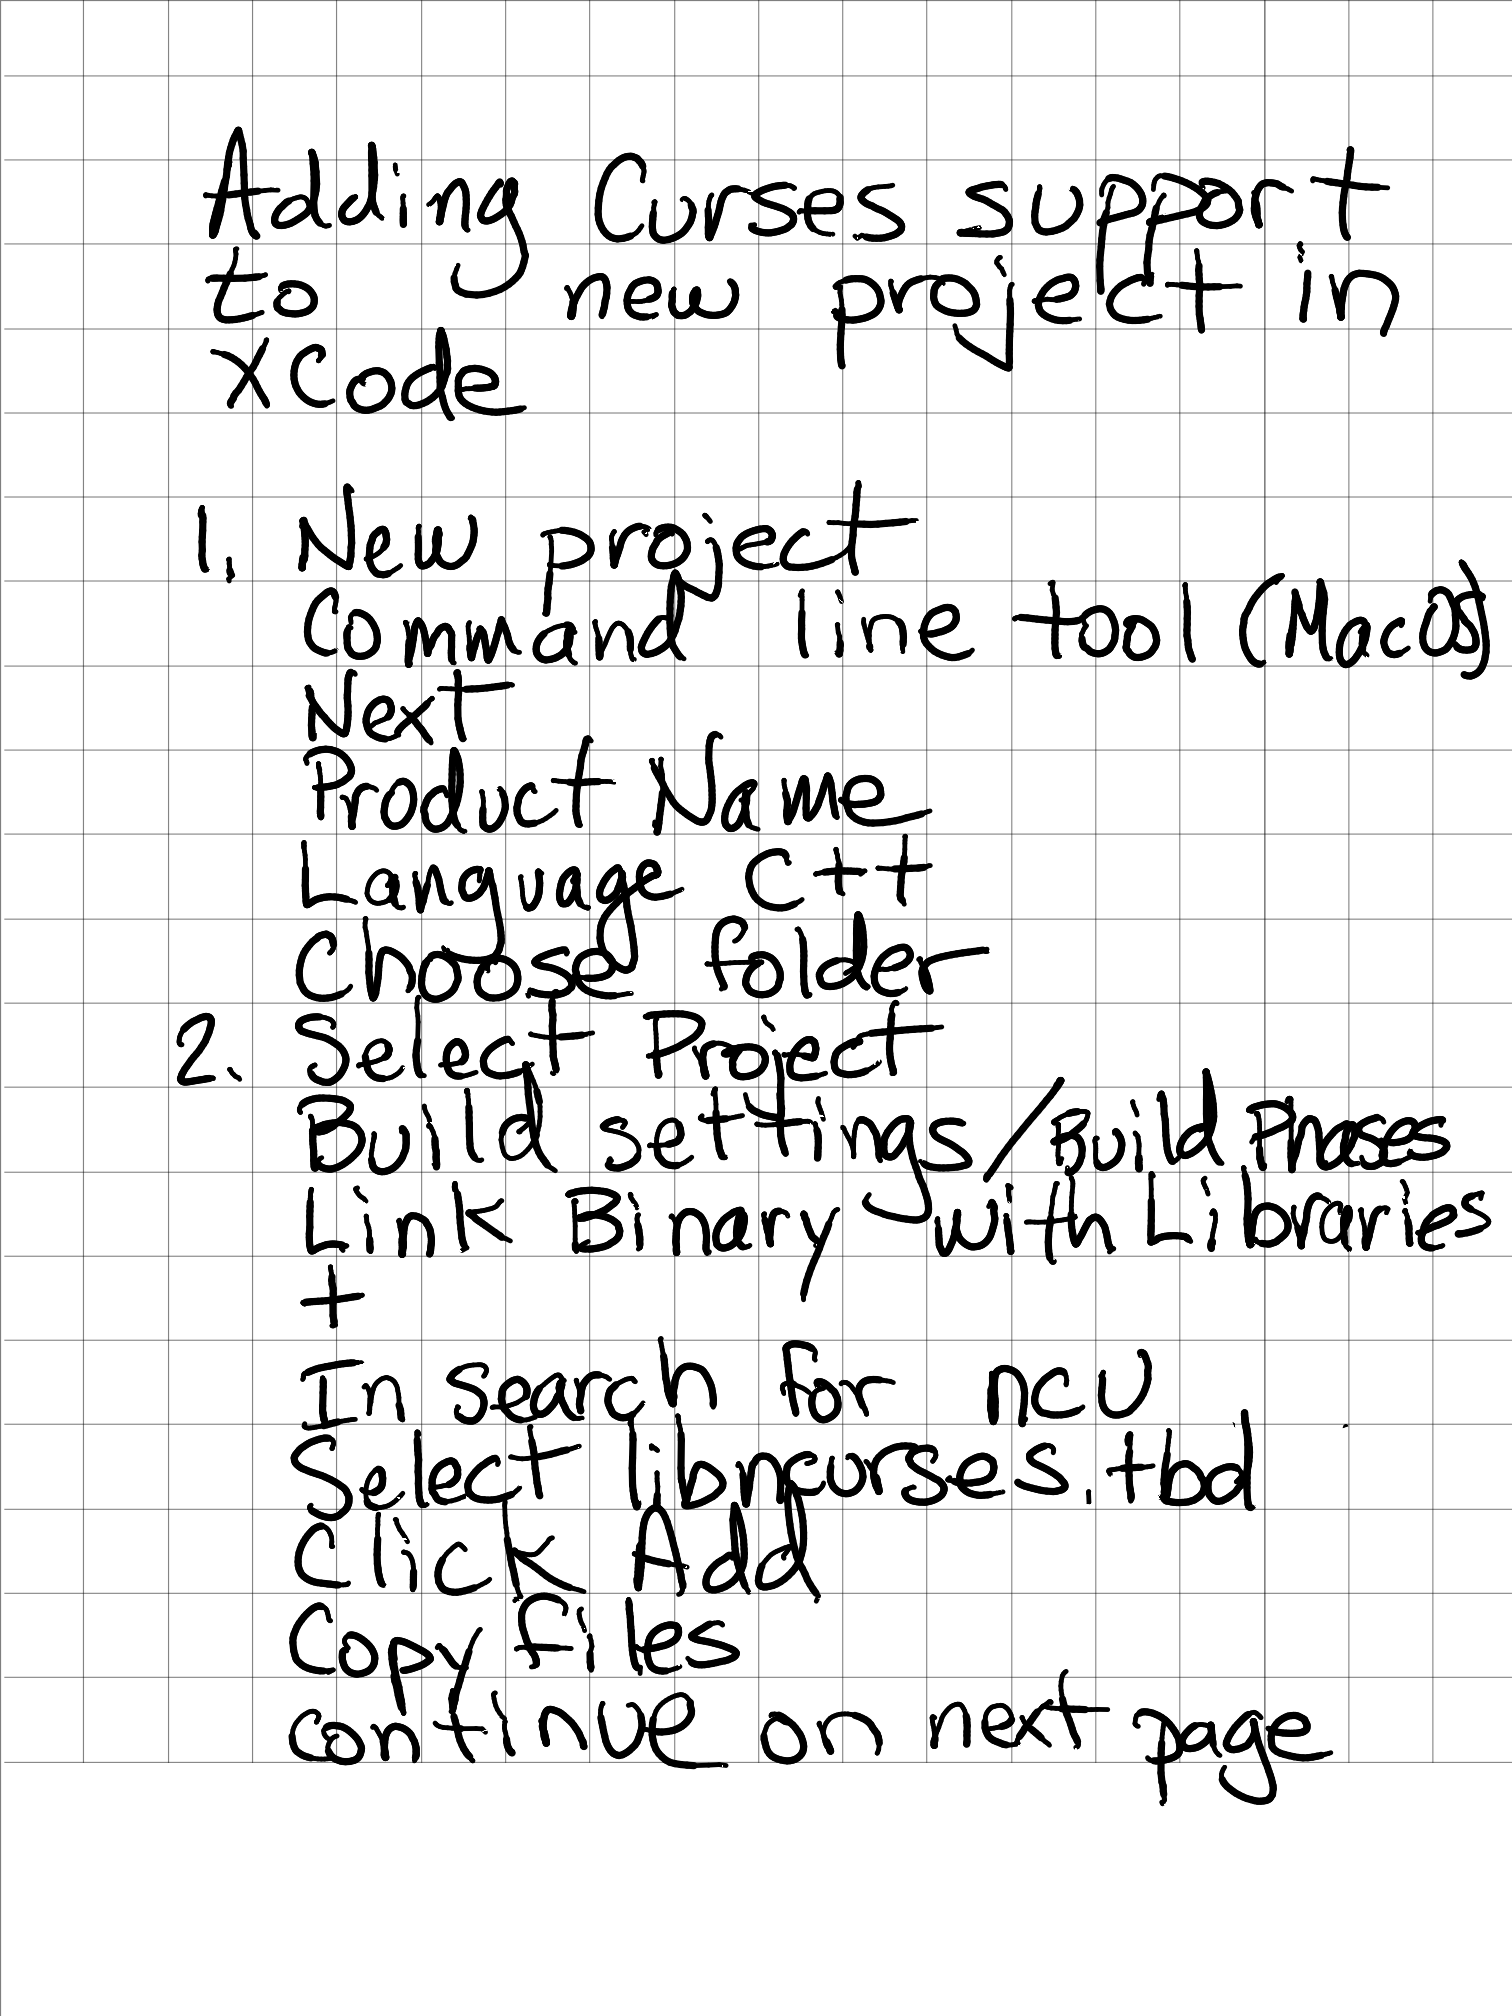 Adding Curses support
to new project in
XCode
1. New project
Command line tool (MacOS)
Next
Product Name
Language C++
Choose folder
2. Select Project
Build settings/Build Phases
Link Binary with Libraries
+
In search for ncu
Select libncurses.tbd
Click Add
Copy files
continue on next page